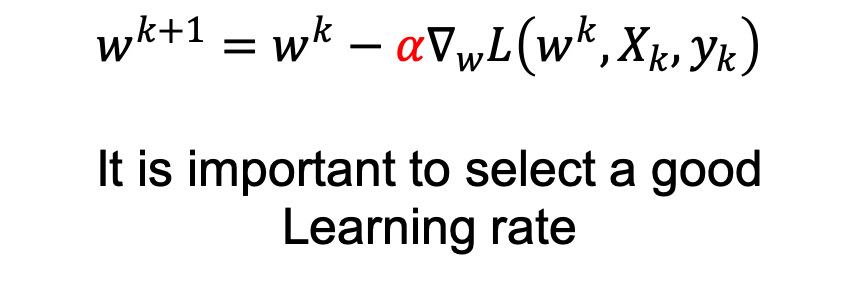 w^{k+1} = w^k − α∇_w L(w^k, X_k, y_k)
It is important to select a good
Learning rate